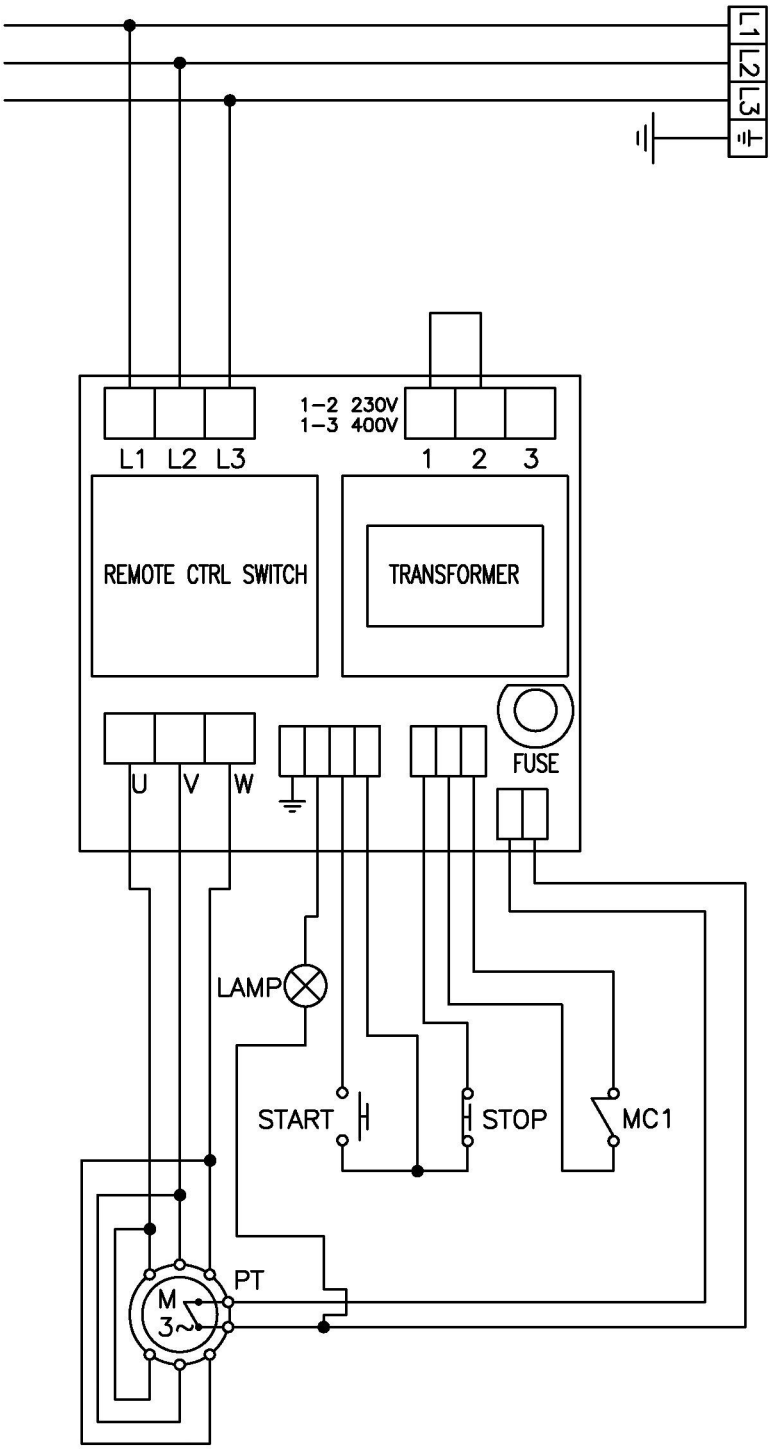 L1
L2
L3
1-2 230V
1-3 400V
L1 L2 L3
1 2 3
REMOTE CTRL SWITCH
TRANSFORMER
FUSE
U V W
LAMP
START
STOP
MC1
PT
M
3~